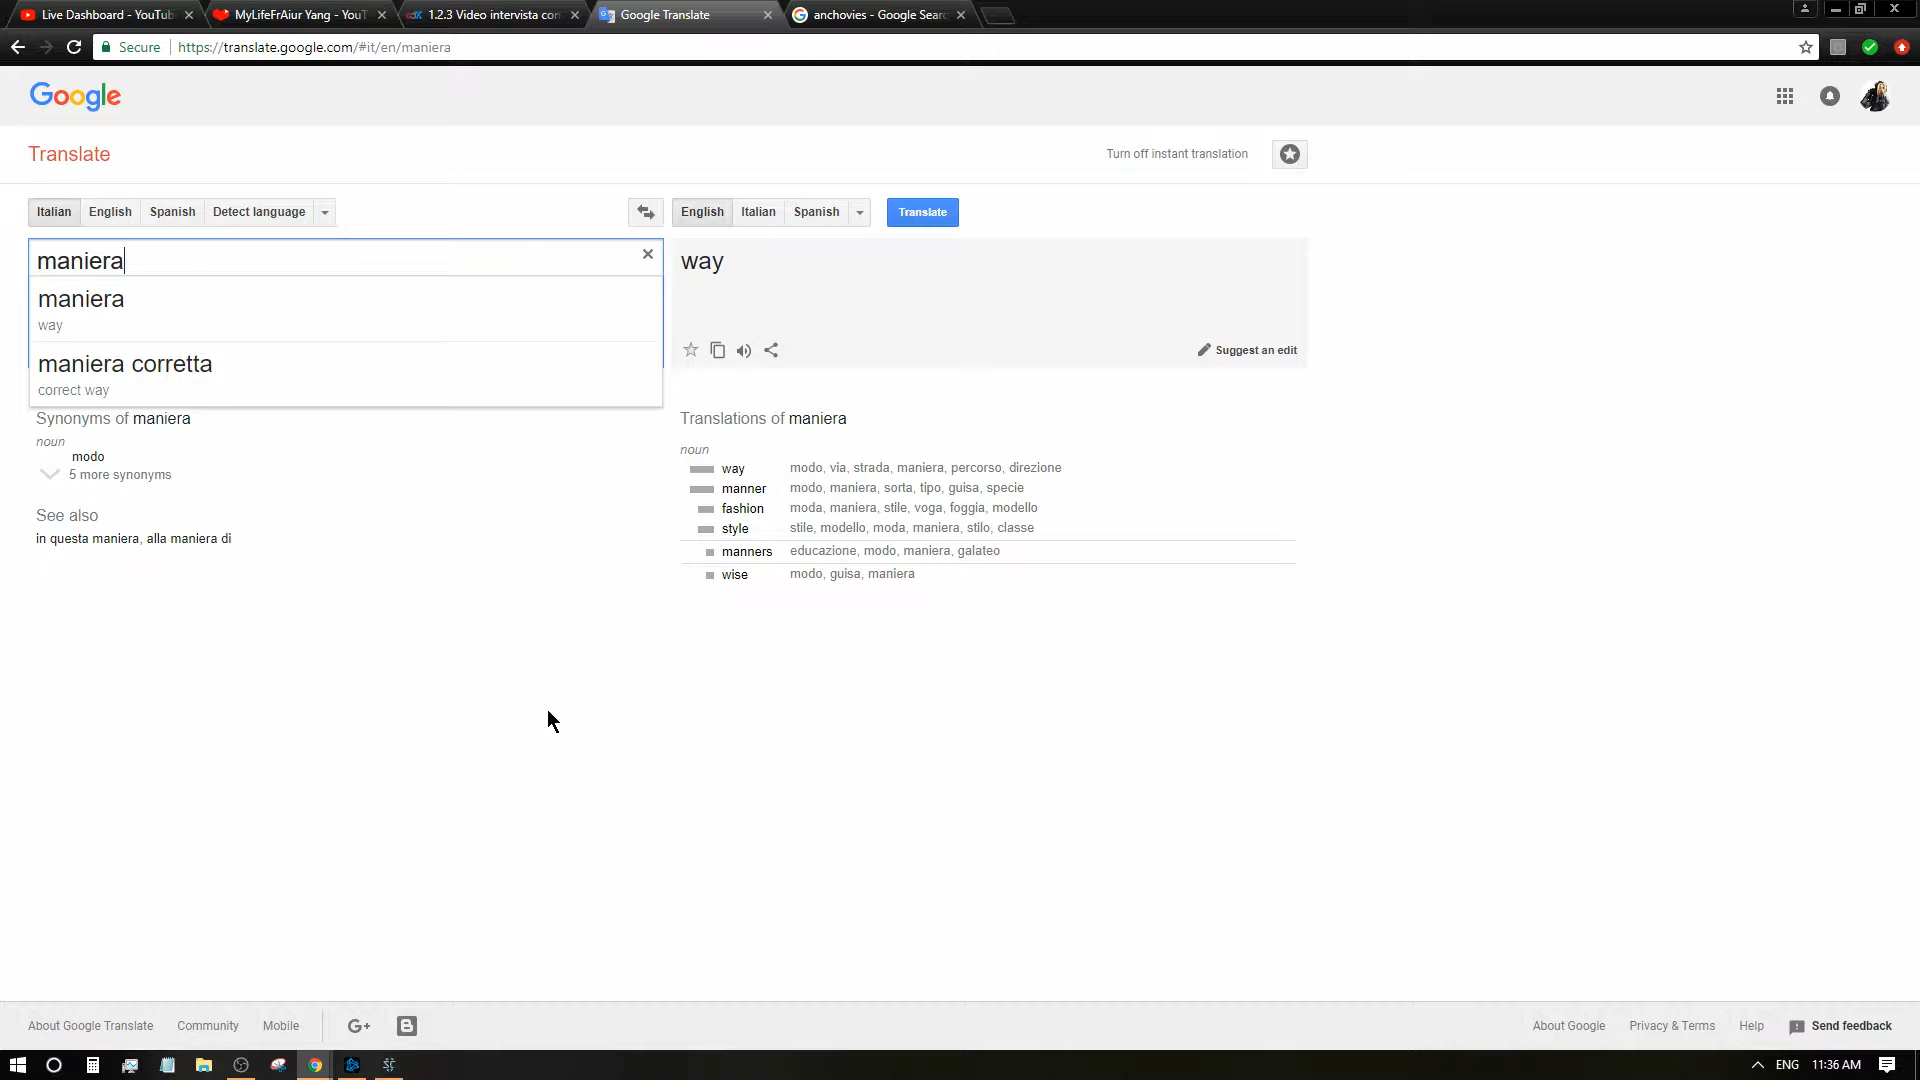 Live Dashboard - YouTub
MyLifeFrAiur Yang - YouT
1.2.3 Video intervista con
Google Translate
anchovies - Google Sear
Secure
https://translate.google.com/#it/en/maniera
Google
Translate
Turn off instant translation
Italian English Spanish Detect language
English Italian Spanish
Translate
maniera
way
maniera
way
maniera corretta
correct way
Suggest an edit
Synonyms of maniera
noun
modo
5 more synonyms
See also
in questa maniera, alla maniera di
Translations of maniera
noun
way modo, via, strada, maniera, percorso, direzione
manner modo, maniera, sorta, tipo, guisa, specie
fashion moda, maniera, stile, voga, foggia, modello
style stile, modello, moda, maniera, stilo, classe
manners educazione, modo, maniera, galateo
wise modo, guisa, maniera
About Google Translate Community Mobile G+
About Google Privacy & Terms Help Send feedback
ENG 11:36 AM